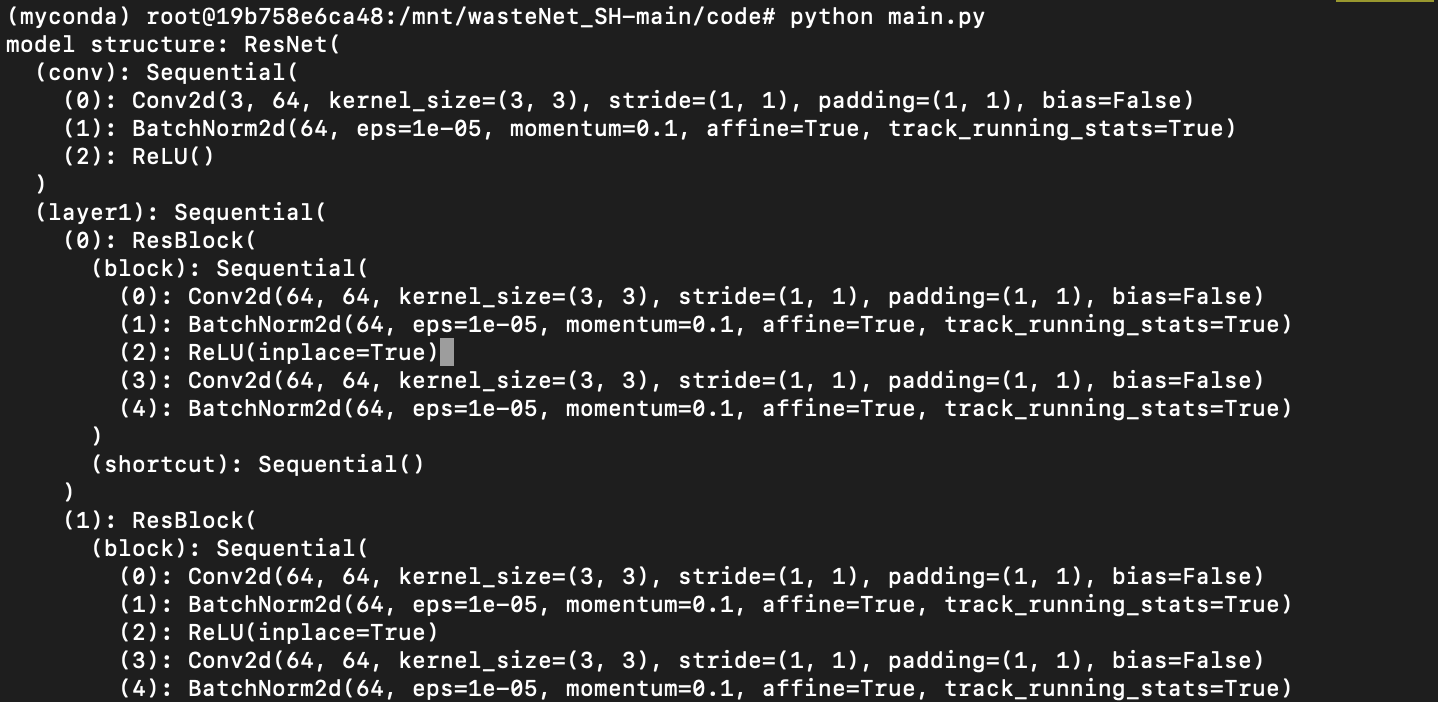 (myconda) root@19b758e6ca48:/mnt/wasteNet_SH-main/code# python main.py
model structure: ResNet(
  (conv): Sequential(
    (0): Conv2d(3, 64, kernel_size=(3, 3), stride=(1, 1), padding=(1, 1), bias=False)
    (1): BatchNorm2d(64, eps=1e-05, momentum=0.1, affine=True, track_running_stats=True)
    (2): ReLU()
  )
  (layer1): Sequential(
    (0): ResBlock(
      (block): Sequential(
        (0): Conv2d(64, 64, kernel_size=(3, 3), stride=(1, 1), padding=(1, 1), bias=False)
        (1): BatchNorm2d(64, eps=1e-05, momentum=0.1, affine=True, track_running_stats=True)
        (2): ReLU(inplace=True)
        (3): Conv2d(64, 64, kernel_size=(3, 3), stride=(1, 1), padding=(1, 1), bias=False)
        (4): BatchNorm2d(64, eps=1e-05, momentum=0.1, affine=True, track_running_stats=True)
      )
      (shortcut): Sequential()
    )
    (1): ResBlock(
      (block): Sequential(
        (0): Conv2d(64, 64, kernel_size=(3, 3), stride=(1, 1), padding=(1, 1), bias=False)
        (1): BatchNorm2d(64, eps=1e-05, momentum=0.1, affine=True, track_running_stats=True)
        (2): ReLU(inplace=True)
        (3): Conv2d(64, 64, kernel_size=(3, 3), stride=(1, 1), padding=(1, 1), bias=False)
        (4): BatchNorm2d(64, eps=1e-05, momentum=0.1, affine=True, track_running_stats=True)